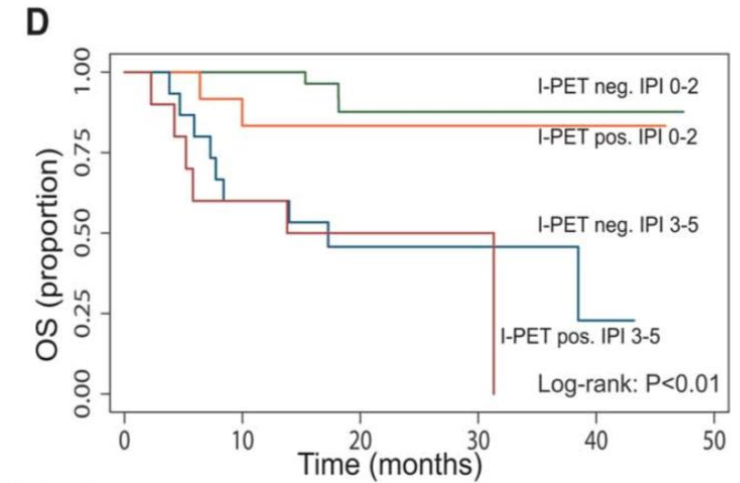 D
1.00
0.75
0.50
0.25
0.00
OS (proportion)
I-PET neg. IPI 0-2
I-PET pos. IPI 0-2
I-PET neg. IPI 3-5
I-PET pos. IPI 3-5
Log-rank: P<0.01
0 10 20 30 40 50
Time (months)